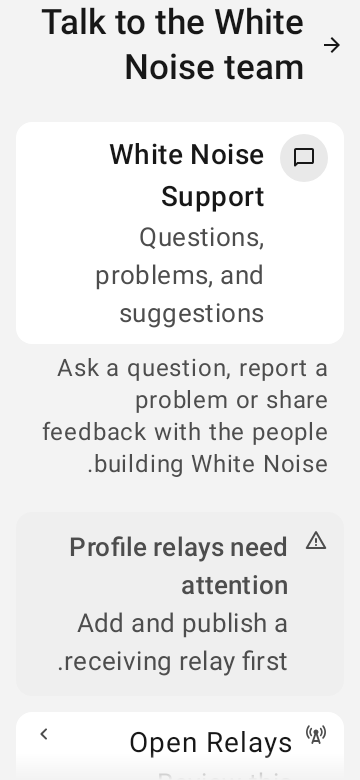 Talk to the White
Noise team
White Noise
Support
Questions,
problems, and
suggestions
Ask a question, report a
problem or share
feedback with the people
.building White Noise
Profile relays need
attention
Add and publish a
.receiving relay first
Open Relays
Review this